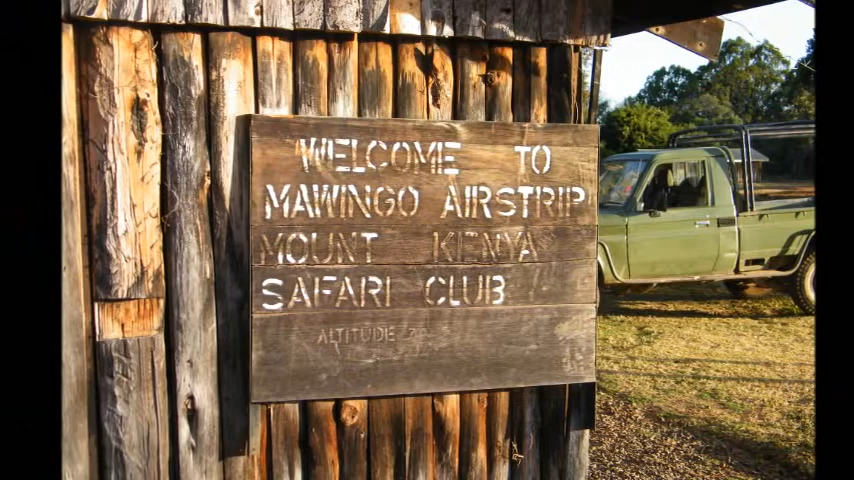 WELCOME TO
MAWINGO AIRSTRIP
MOUNT KENYA
SAFARI CLUB
ALTITUDE